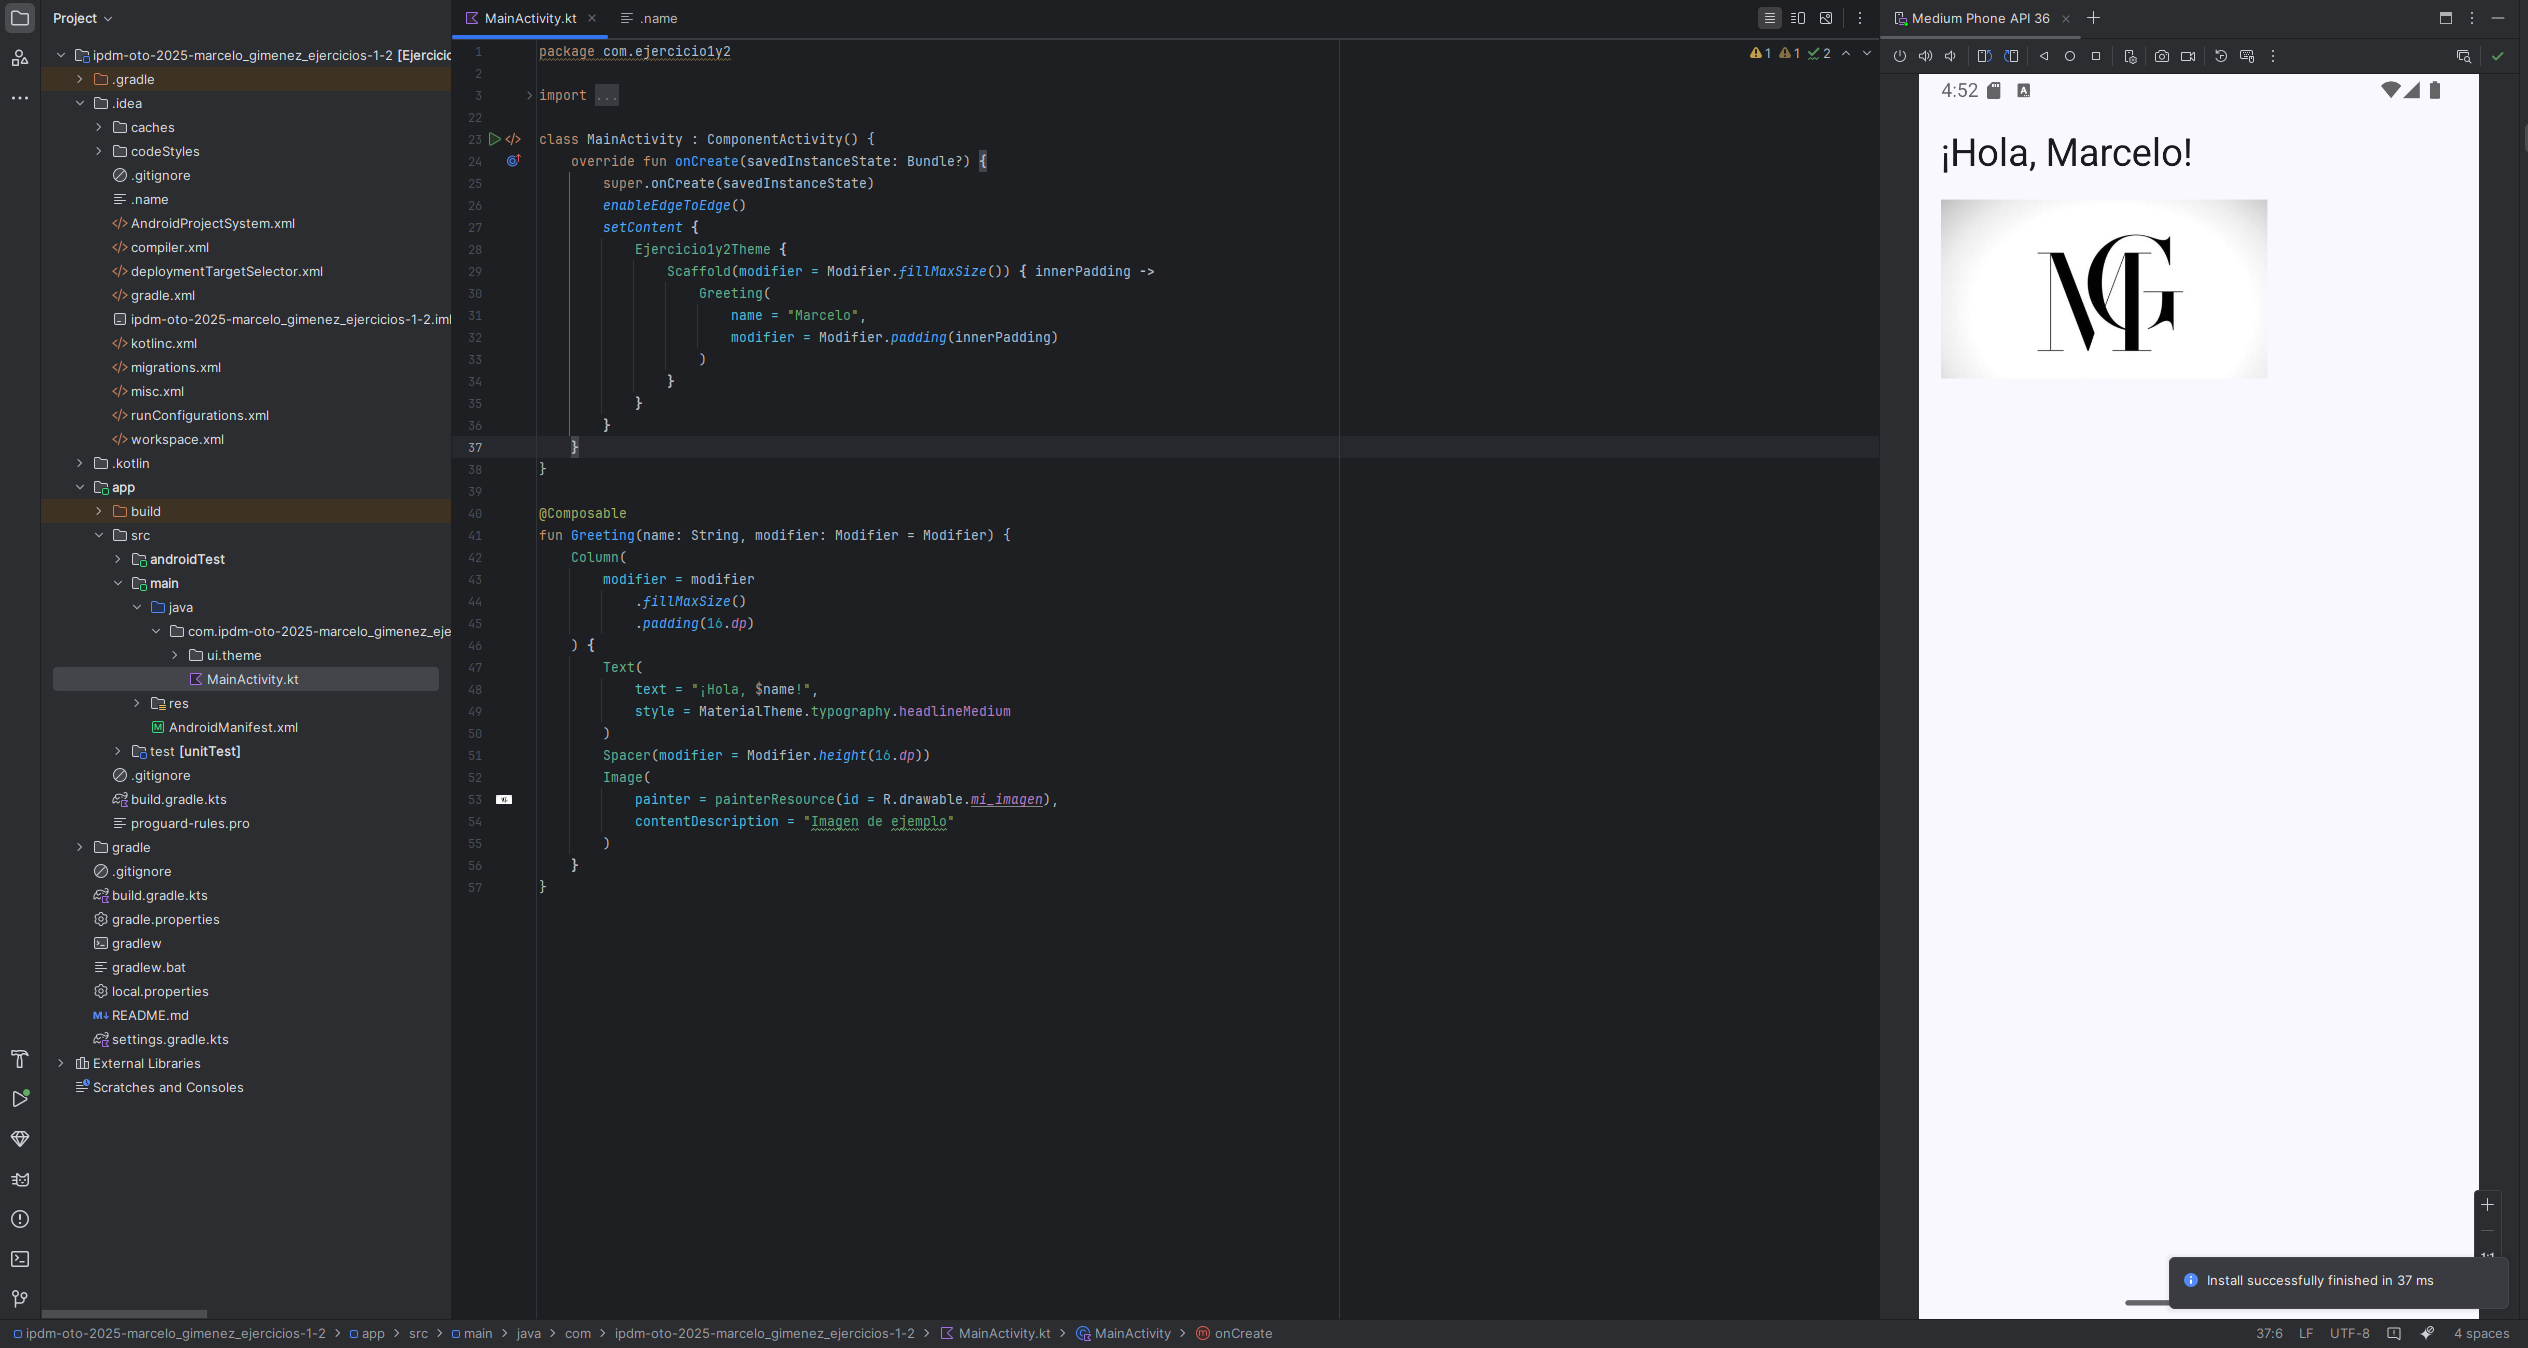 Project
ipdm-oto-2025-marcelo_gimenez_ejercicios-1-2 [Ejercicio
.gradle
.idea
caches
codeStyles
.gitignore
.name
AndroidProjectSystem.xml
compiler.xml
deploymentTargetSelector.xml
gradle.xml
ipdm-oto-2025-marcelo_gimenez_ejercicios-1-2.iml
kotlinc.xml
migrations.xml
misc.xml
runConfigurations.xml
workspace.xml
.kotlin
app
build
src
androidTest
main
java
com.ipdm-oto-2025-marcelo_gimenez_eje
ui.theme
MainActivity.kt
res
AndroidManifest.xml
test [unitTest]
.gitignore
build.gradle.kts
proguard-rules.pro
gradle
.gitignore
build.gradle.kts
gradle.properties
gradlew
gradlew.bat
local.properties
README.md
settings.gradle.kts
External Libraries
Scratches and Consoles
MainActivity.kt
.name
1 package com.ejercicio1y2
1 1 2
2
3 import ...
22
23 class MainActivity : ComponentActivity() {
24 override fun onCreate(savedInstanceState: Bundle?) {
25 super.onCreate(savedInstanceState)
26 enableEdgeToEdge()
27 setContent {
28 Ejercicio1y2Theme {
29 Scaffold(modifier = Modifier.fillMaxSize()) { innerPadding ->
30 Greeting(
31 name = "Marcelo",
32 modifier = Modifier.padding(innerPadding)
33 )
34 }
35 }
36 }
37 }
38 }
39
40 @Composable
41 fun Greeting(name: String, modifier: Modifier = Modifier) {
42 Column(
43 modifier = modifier
44 .fillMaxSize()
45 .padding(16.dp)
46 ) {
47 Text(
48 text = "¡Hola, $name!",
49 style = MaterialTheme.typography.headlineMedium
50 )
51 Spacer(modifier = Modifier.height(16.dp))
52 Image(
53 painter = painterResource(id = R.drawable.mi_imagen),
54 contentDescription = "Imagen de ejemplo"
55 )
56 }
57 }
Medium Phone API 36
4:52
¡Hola, Marcelo!
MG
1:1
Install successfully finished in 37 ms
ipdm-oto-2025-marcelo_gimenez_ejercicios-1-2 > app > src > main > java > com > ipdm-oto-2025-marcelo_gimenez_ejercicios-1-2 > MainActivity.kt > MainActivity > onCreate
37:6 LF UTF-8 4 spaces